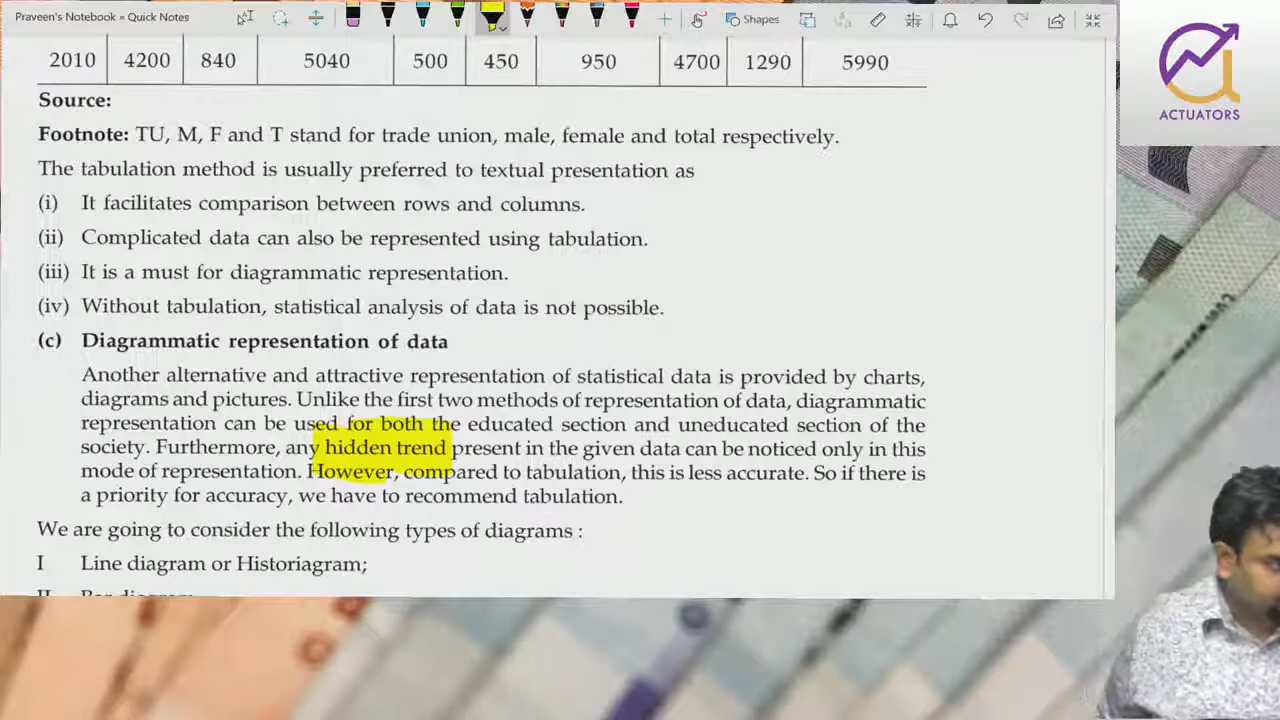 Praveen's Notebook » Quick Notes
Shapes
2010 4200 840 5040 500 450 950 4700 1290 5990
ACTUATORS
Source:
Footnote: TU, M, F and T stand for trade union, male, female and total respectively.
The tabulation method is usually preferred to textual presentation as
(i) It facilitates comparison between rows and columns.
(ii) Complicated data can also be represented using tabulation.
(iii) It is a must for diagrammatic representation.
(iv) Without tabulation, statistical analysis of data is not possible.
(c) Diagrammatic representation of data
Another alternative and attractive representation of statistical data is provided by charts,
diagrams and pictures. Unlike the first two methods of representation of data, diagrammatic
representation can be used for both the educated section and uneducated section of the
society. Furthermore, any hidden trend present in the given data can be noticed only in this
mode of representation. However, compared to tabulation, this is less accurate. So if there is
a priority for accuracy, we have to recommend tabulation.
We are going to consider the following types of diagrams :
I Line diagram or Historiagram;